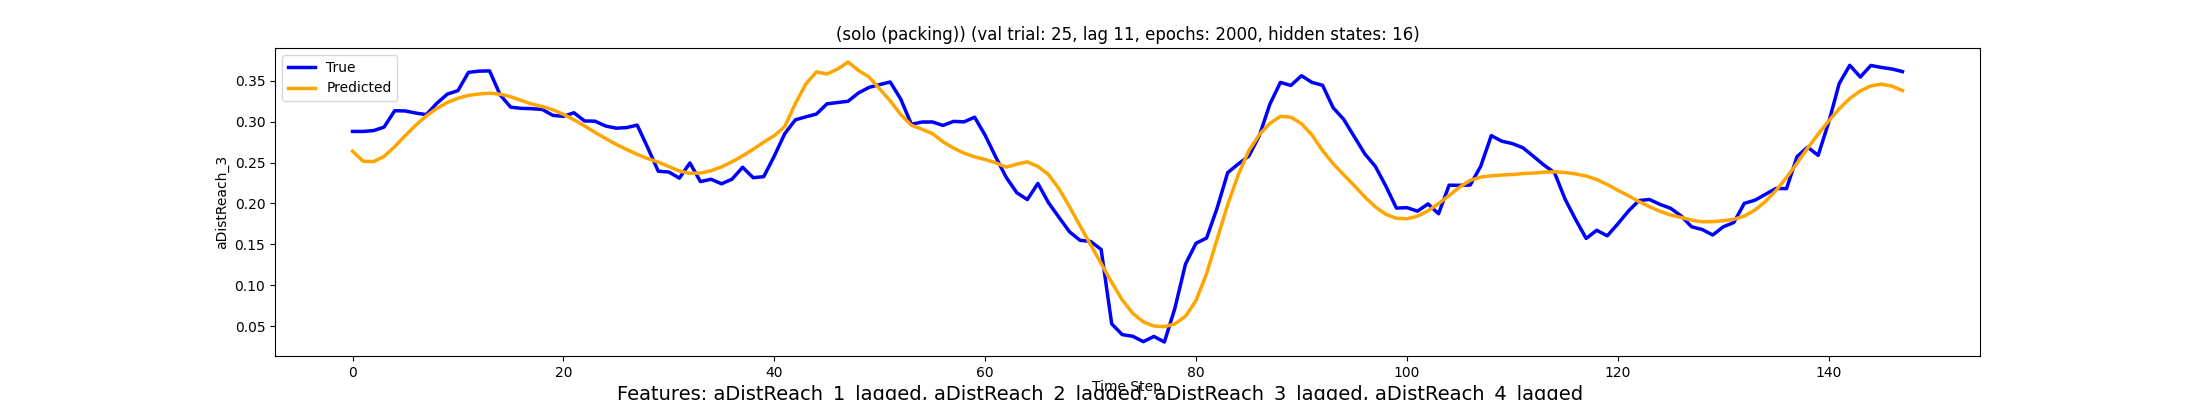 (solo (packing)) (val trial: 25, lag 11, epochs: 2000, hidden states: 16)
True
Predicted
0.35
0.30
0.25
0.20
0.15
0.10
0.05
aDistReach_3
0 20 40 60 80 100 120 140
Time Step
Features: aDistReach_1_lagged, aDistReach_2_lagged, aDistReach_3_lagged, aDistReach_4_lagged